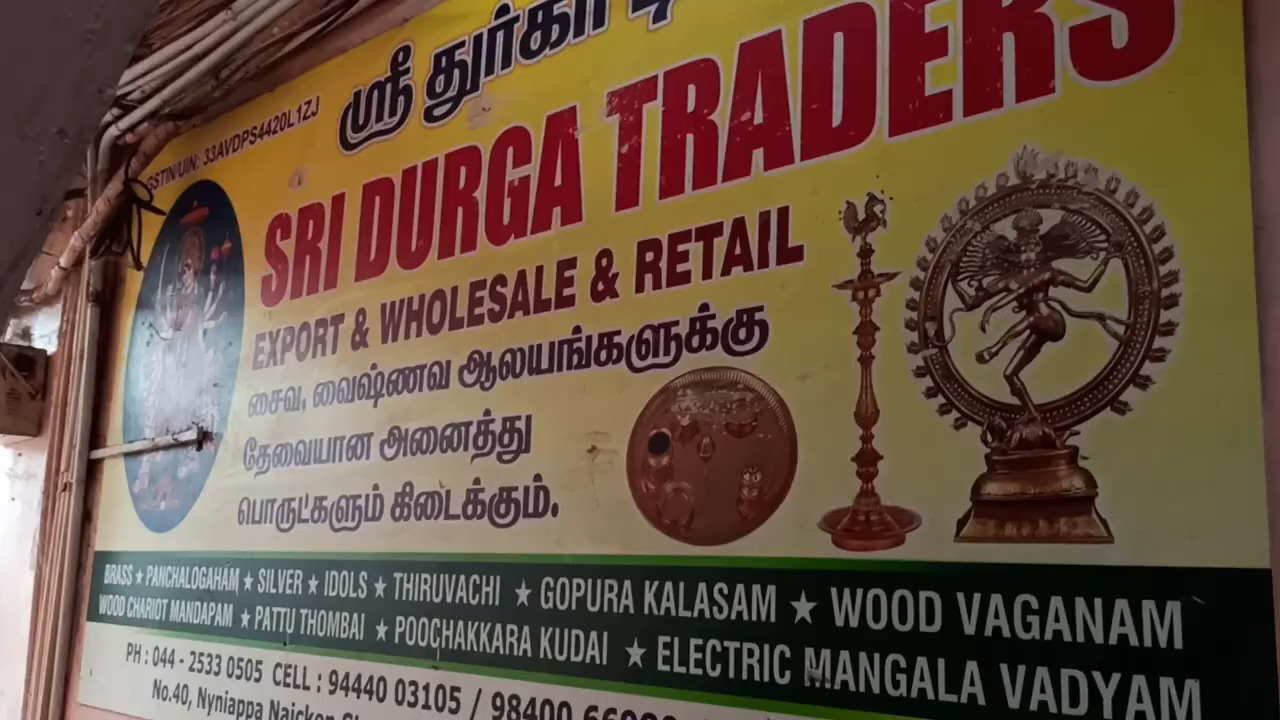 ஸ்ரீ துர்கா
GSTIN/UIN: 33AVDPS4420L1ZJ
SRI DURGA TRADERS
EXPORT & WHOLESALE & RETAIL
சைவ, வைஷ்ணவ ஆலயங்களுக்கு
தேவையான அனைத்து
பொருட்களும் கிடைக்கும்.
BRASS ★ PANCHALOGAHAM ★ SILVER ★ IDOLS ★ THIRUVACHI ★ GOPURA KALASAM ★ WOOD VAGANAM
WOOD CHARIOT MANDAPAM ★ PATTU THOMBAI ★ POOCHAKKARA KUDAI ★ ELECTRIC MANGALA VADYAM
PH : 044 - 2533 0505 CELL : 94440 03105 / 98400
No.40, Nyniappa Naicken